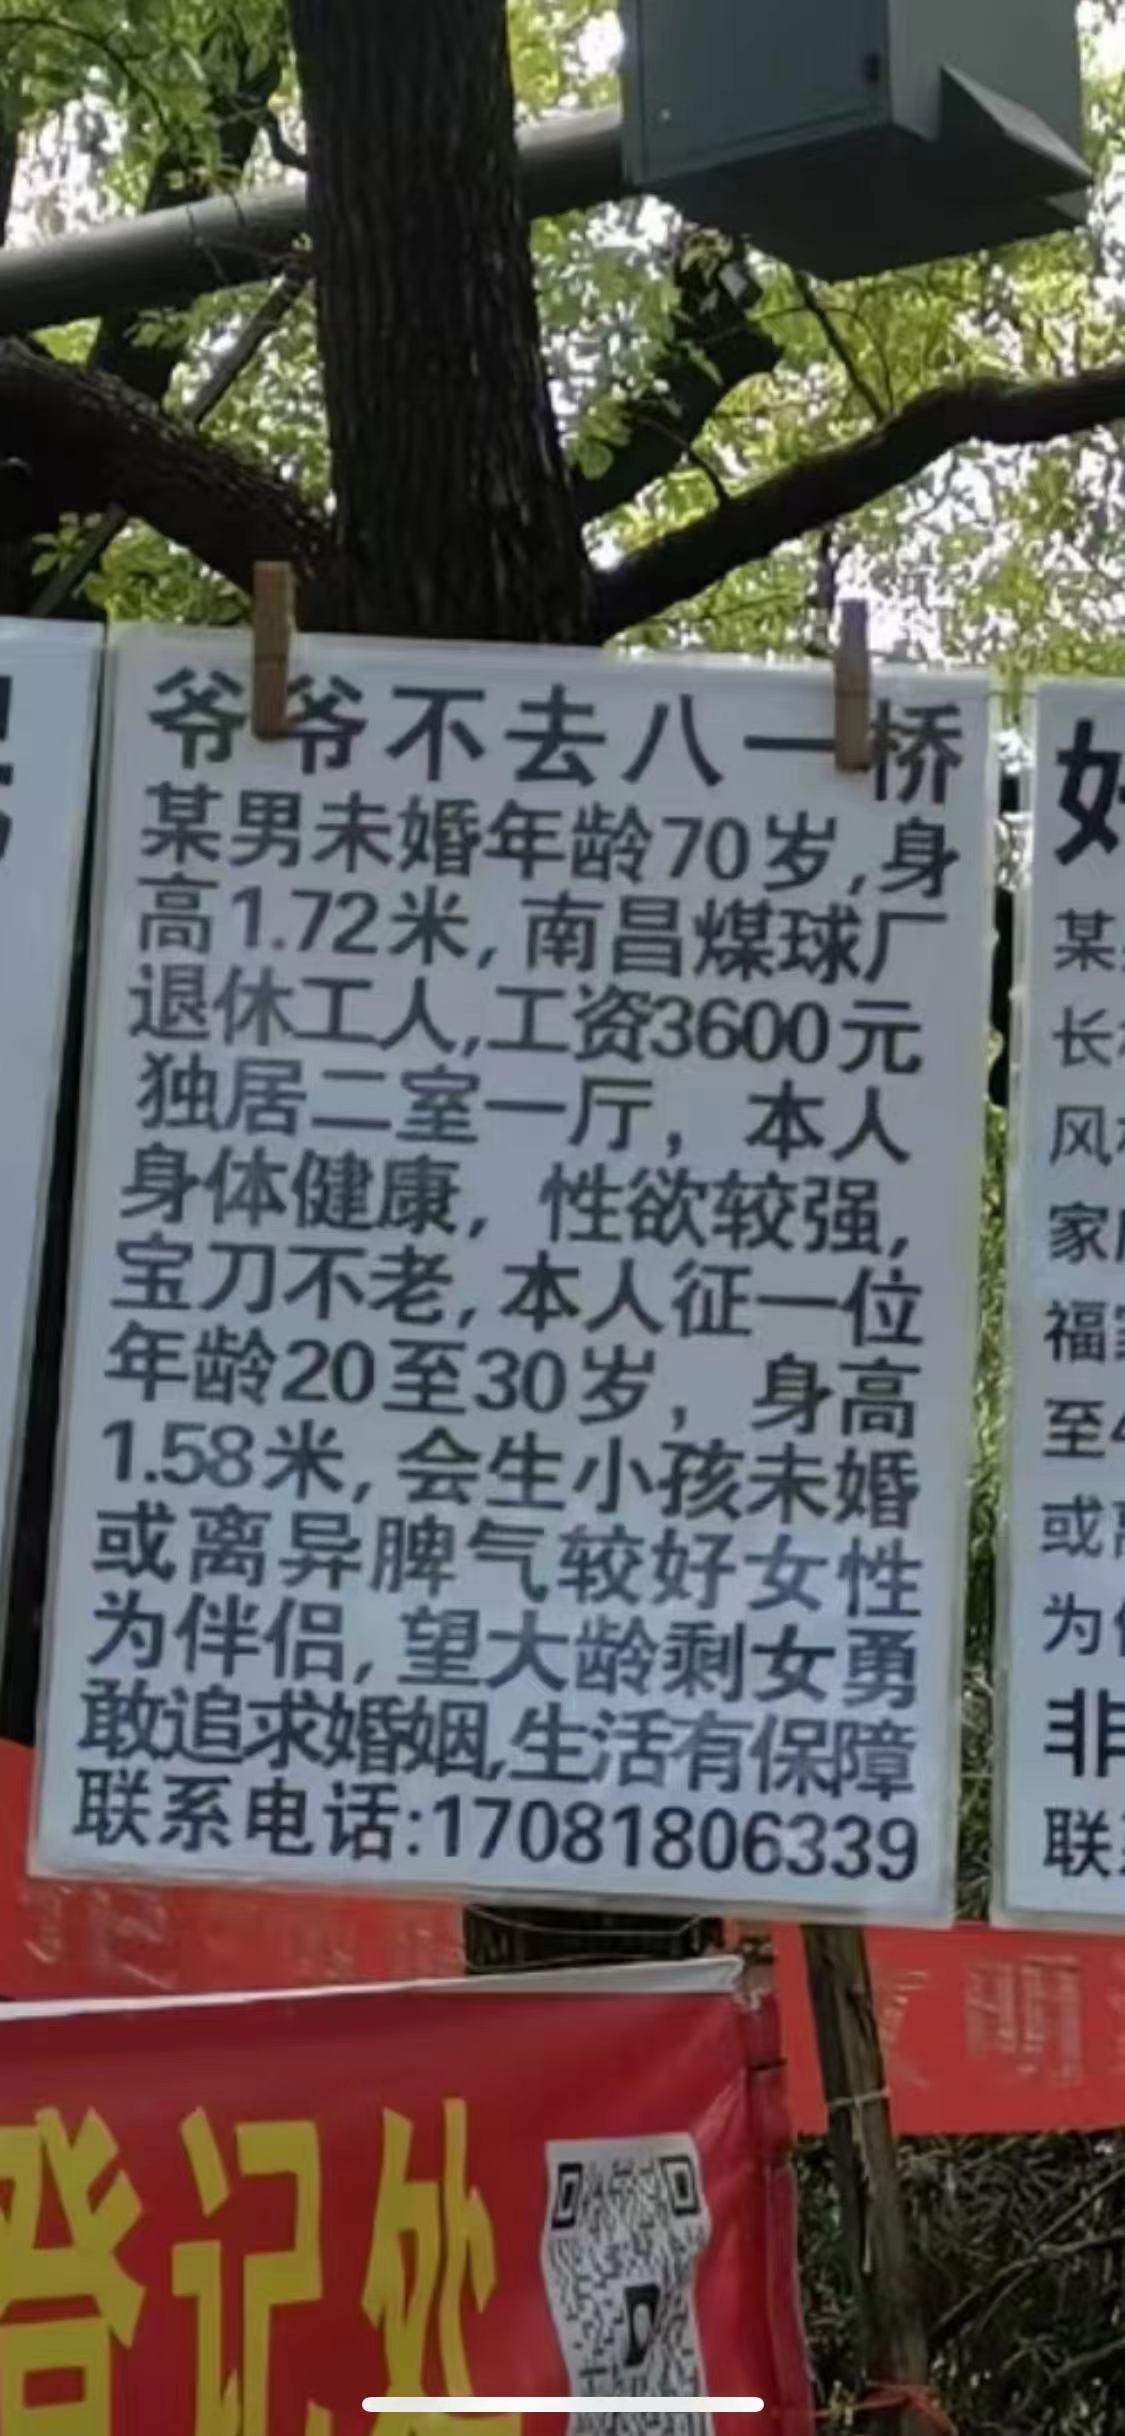 爷爷不去八一桥
某男未婚年龄70岁,身
高1.72米,南昌煤球厂
退休工人,工资3600元
独居二室一厅，本人
身体健康，性欲较强,
宝刀不老,本人征一位
年龄20至30岁，身高
1.58米,会生小孩未婚
或离异脾气较好女性
为伴侣,望大龄剩女勇
敢追求婚姻,生活有保障
联系电话:17081806339
某
长
风
家
福
至4
或
为
非
联
登记处